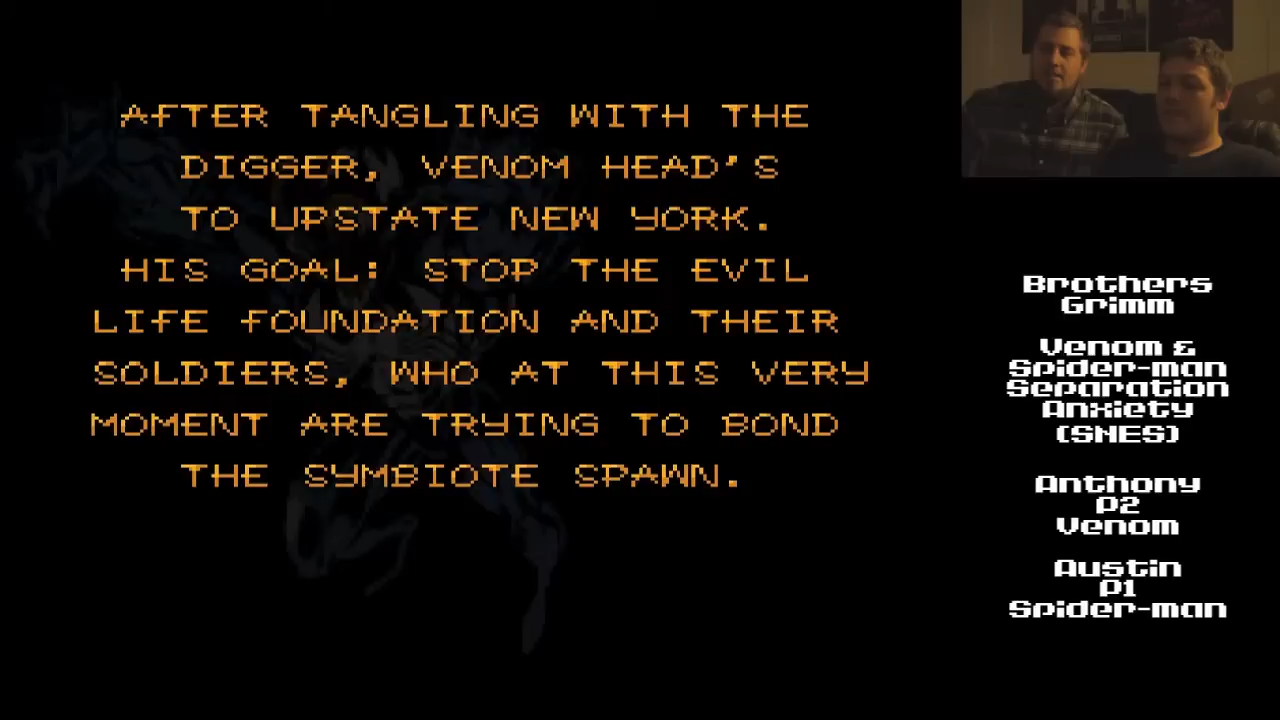 AFTER TANGLING WITH THE
DIGGER, VENOM HEAD'S
TO UPSTATE NEW YORK.
HIS GOAL: STOP THE EVIL
LIFE FOUNDATION AND THEIR
SOLDIERS, WHO AT THIS VERY
MOMENT ARE TRYING TO BOND
THE SYMBIOTE SPAWN.
Brothers
Grimm
Venom &
Spider-man
Separation
Anxiety
(SNES)
Anthony
P2
Venom
Austin
P1
Spider-man